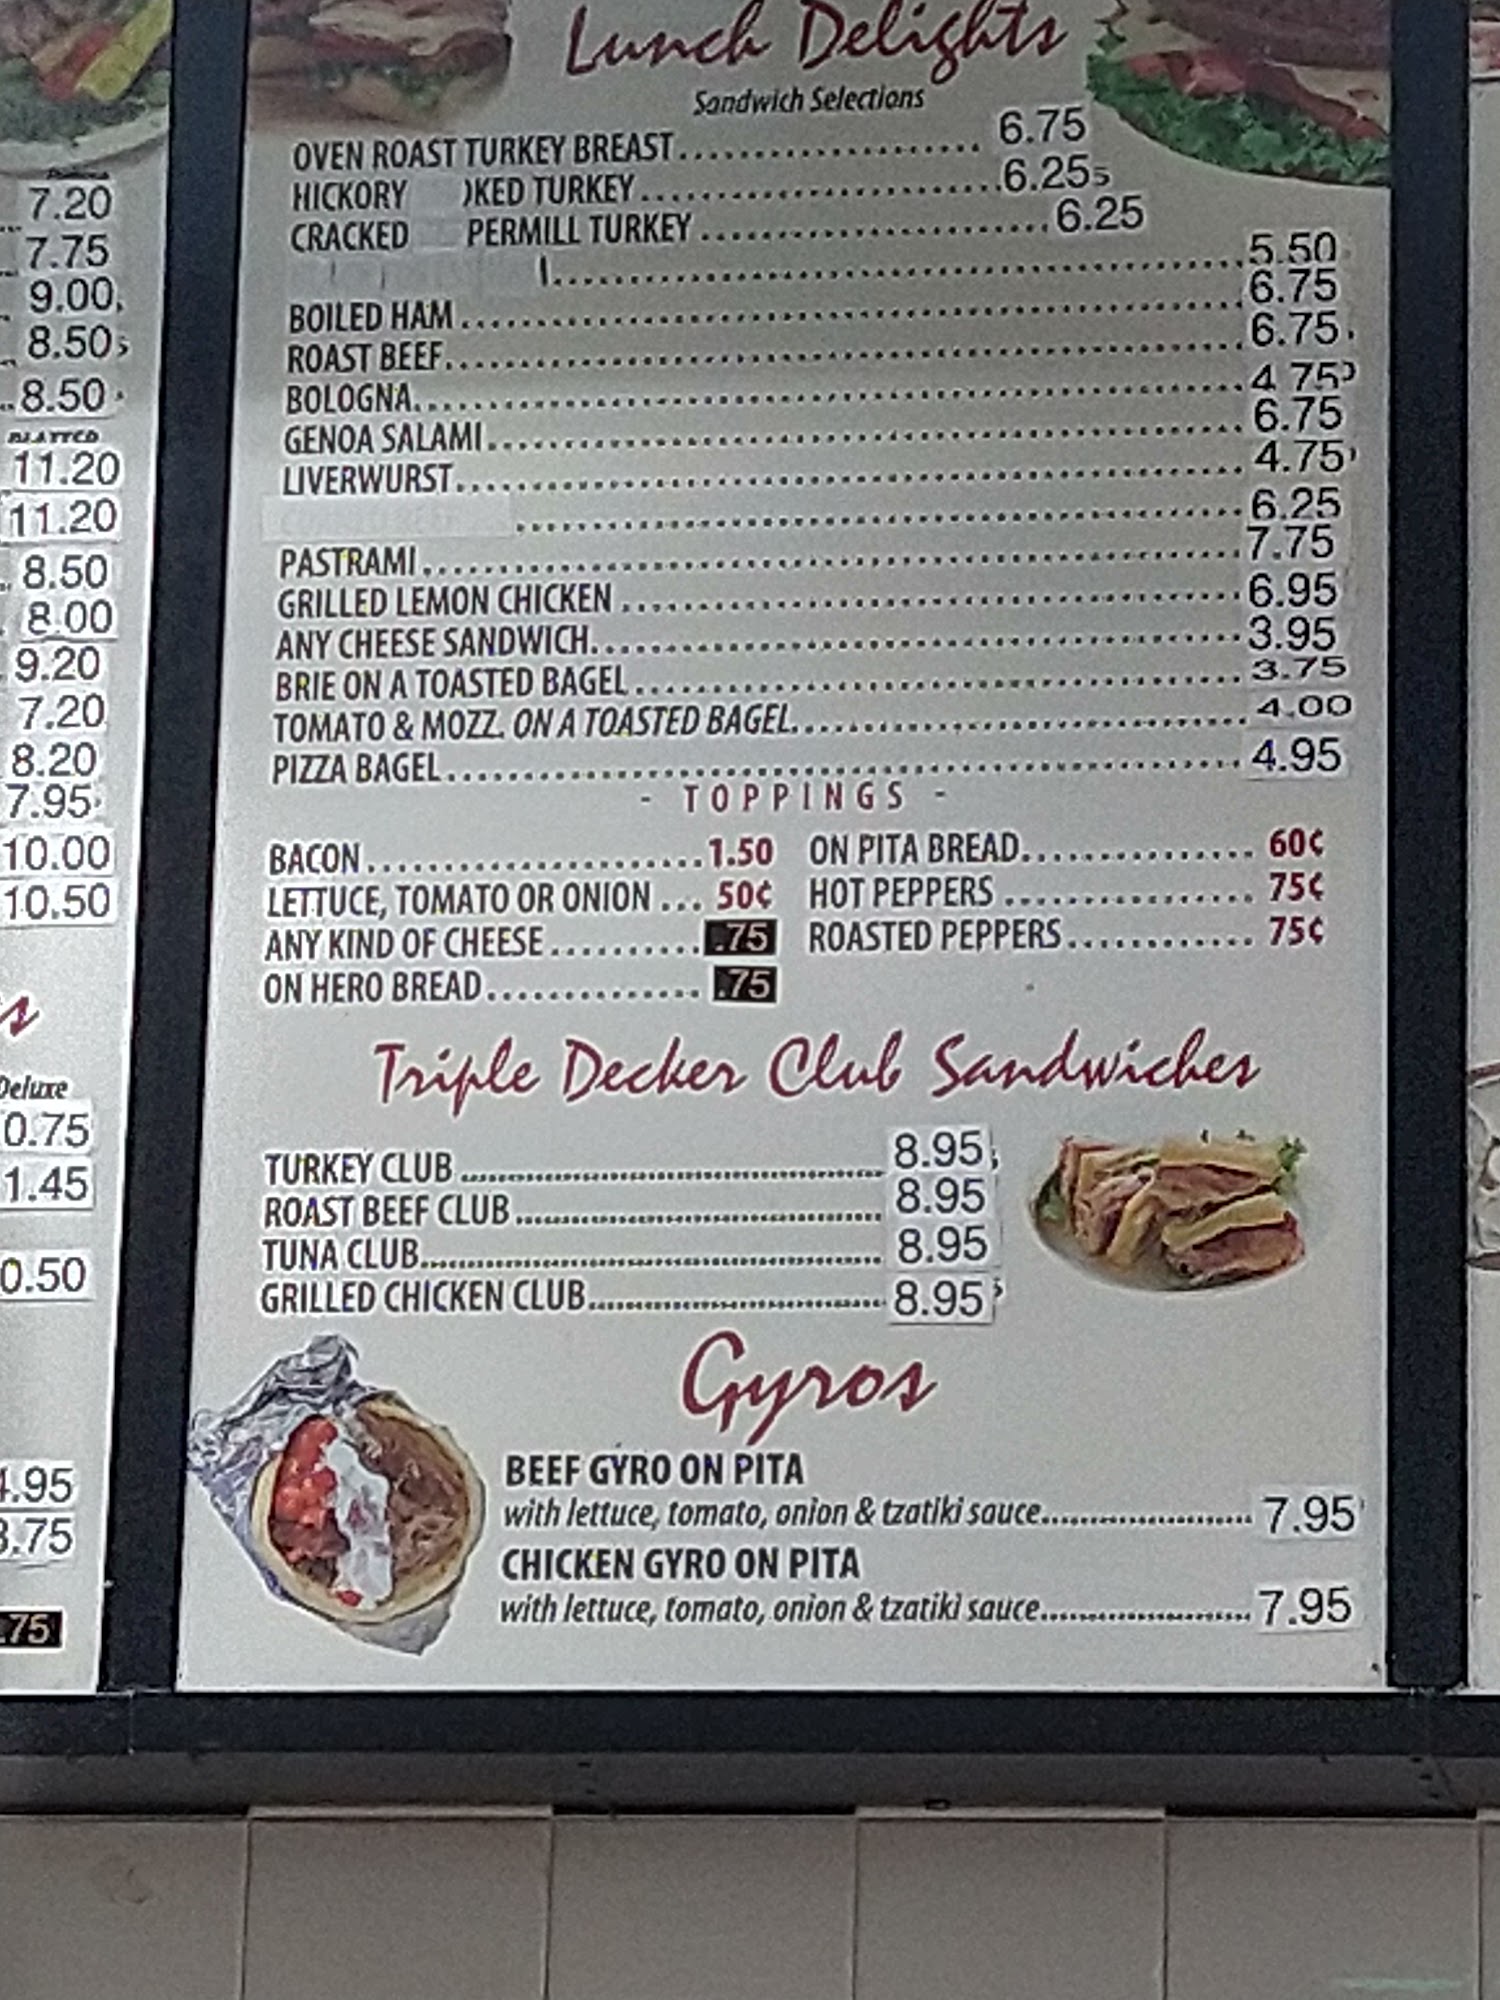 7.20
7.75
9.00
8.50
8.50
11.20
11.20
8.50
8.00
9.20
7.20
8.20
7.95
10.00
10.50
Deluxe
0.75
1.45
0.50
.95
.75
.75
Lunch Delights
Sandwich Selections
OVEN ROAST TURKEY BREAST 6.75
HICKORY OKED TURKEY 6.25
CRACKED PERMILL TURKEY 6.25
5.50
BOILED HAM 6.75
ROAST BEEF 6.75
BOLOGNA 4 75
GENOA SALAMI 6.75
LIVERWURST 4.75
6.25
PASTRAMI 7.75
GRILLED LEMON CHICKEN 6.95
ANY CHEESE SANDWICH 3.95
BRIE ON A TOASTED BAGEL 3.75
TOMATO & MOZZ. ON A TOASTED BAGEL 4.00
PIZZA BAGEL 4.95
- TOPPINGS -
BACON 1.50
LETTUCE, TOMATO OR ONION 50¢
ANY KIND OF CHEESE .75
ON HERO BREAD .75
ON PITA BREAD 60¢
HOT PEPPERS 75¢
ROASTED PEPPERS 75¢
Triple Decker Club Sandwiches
TURKEY CLUB 8.95
ROAST BEEF CLUB 8.95
TUNA CLUB 8.95
GRILLED CHICKEN CLUB 8.95
Gyros
BEEF GYRO ON PITA
with lettuce, tomato, onion & tzatiki sauce 7.95
CHICKEN GYRO ON PITA
with lettuce, tomato, onion & tzatiki sauce 7.95